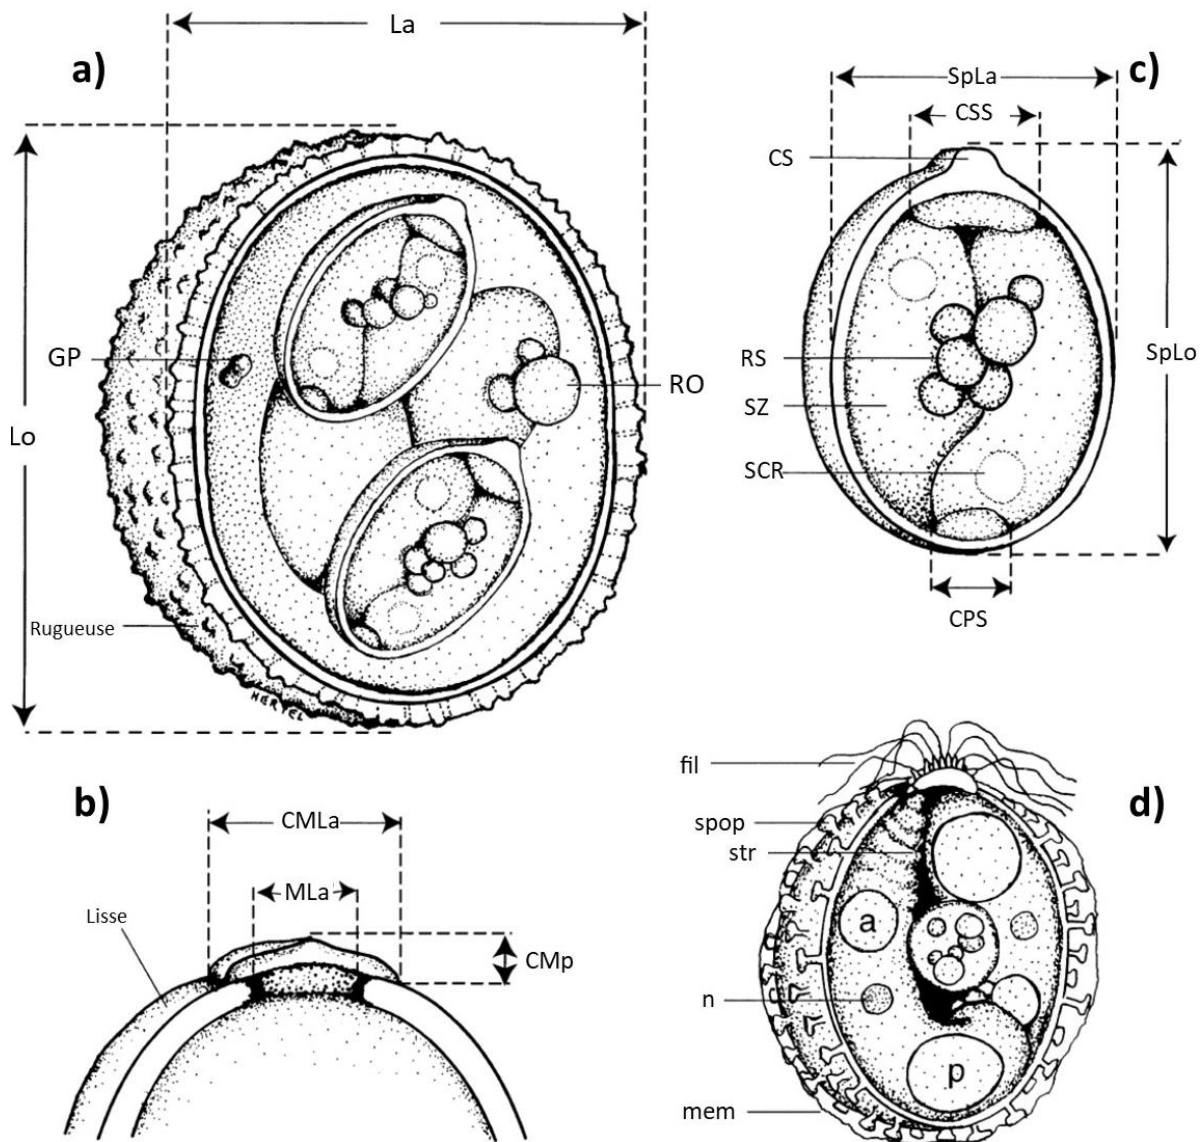 a)
La
GP
Lo
RO
Rugueuse
HERTEL
c)
SpLa
CSS
CS
SpLo
RS
SZ
SCR
CPS
b)
CMLa
MLa
Lisse
CMp
d)
fil
spop
str
a
n
p
mem